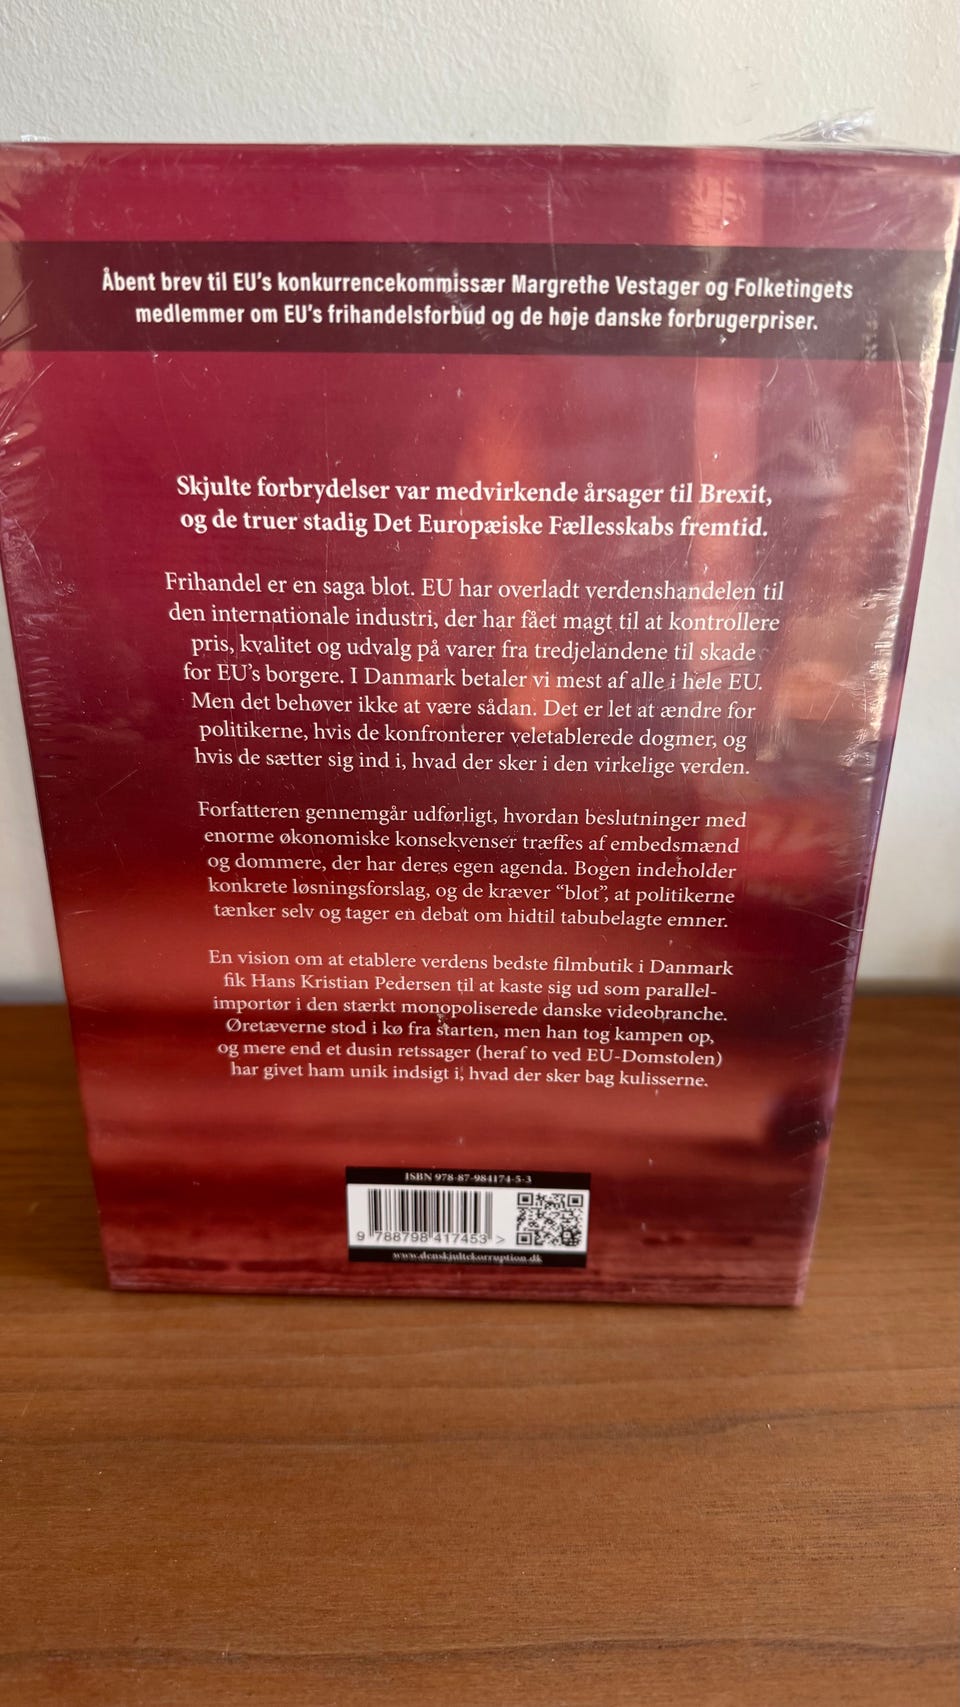 Åbent brev til EU's konkurrencekommissær Margrethe Vestager og Folketingets
medlemmer om EU's frihandelsforbud og de høje danske forbrugerpriser.
Skjulte forbrydelser var medvirkende årsager til Brexit,
og de truer stadig Det Europæiske Fællesskabs fremtid.
Frihandel er en saga blot. EU har overladt verdenshandelen til
den internationale industri, der har fået magt til at kontrollere
pris, kvalitet og udvalg på varer fra tredjelandene til skade
for EU's borgere. I Danmark betaler vi mest af alle i hele EU.
Men det behøver ikke at være sådan. Det er let at ændre for
politikerne, hvis de konfronterer veletablerede dogmer, og
hvis de sætter sig ind i, hvad der sker i den virkelige verden.
Forfatteren gennemgår udførligt, hvordan beslutninger med
enorme økonomiske konsekvenser træffes af embedsmænd
og dommere, der har deres egen agenda. Bogen indeholder
konkrete løsningsforslag, og de kræver “blot”, at politikerne
tænker selv og tager en debat om hidtil tabubelagte emner.
En vision om at etablere verdens bedste filmbutik i Danmark
fik Hans Kristian Pedersen til at kaste sig ud som parallel-
importør i den stærkt monopoliserede danske videobranche.
Øretæverne stod i kø fra starten, men han tog kampen op,
og mere end et dusin retssager (heraf to ved EU-Domstolen)
har givet ham unik indsigt i, hvad der sker bag kulisserne.
ISBN 978-87-984174-5-3
9 788798 417453 >
www.denskjultekorruption.dk